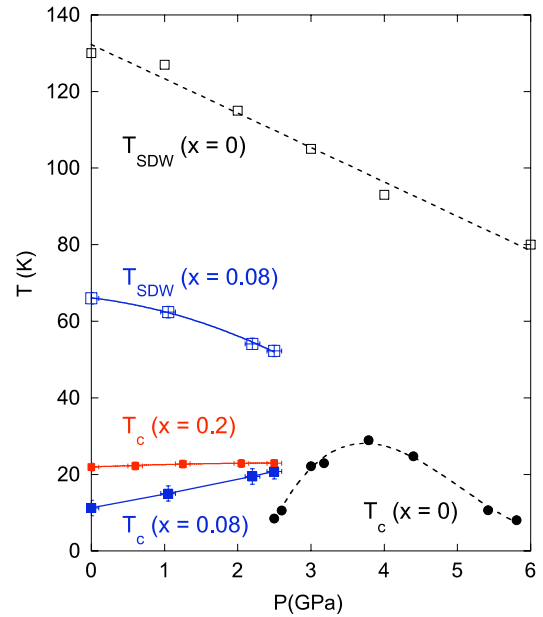 140
120
100
80
60
40
20
0
T (K)
T_SDW (x = 0)
T_SDW (x = 0.08)
T_c (x = 0.2)
T_c (x = 0.08)
T_c (x = 0)
0 1 2 3 4 5 6
P(GPa)